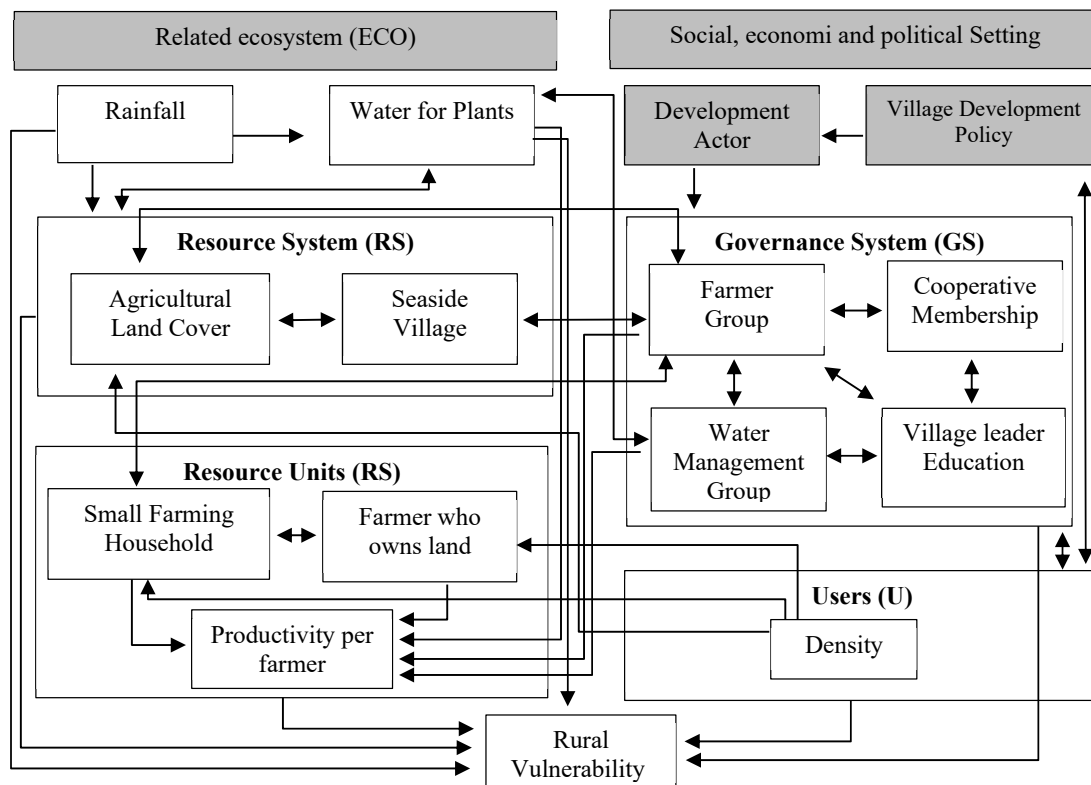 Related ecosystem (ECO)
Social, economi and political Setting
Rainfall
Water for Plants
Development
Actor
Village Development
Policy
Resource System (RS)
Agricultural
Land Cover
Seaside
Village
Governance System (GS)
Farmer
Group
Cooperative
Membership
Water
Management
Group
Village leader
Education
Resource Units (RS)
Small Farming
Household
Farmer who
owns land
Productivity per
farmer
Users (U)
Density
Rural
Vulnerability